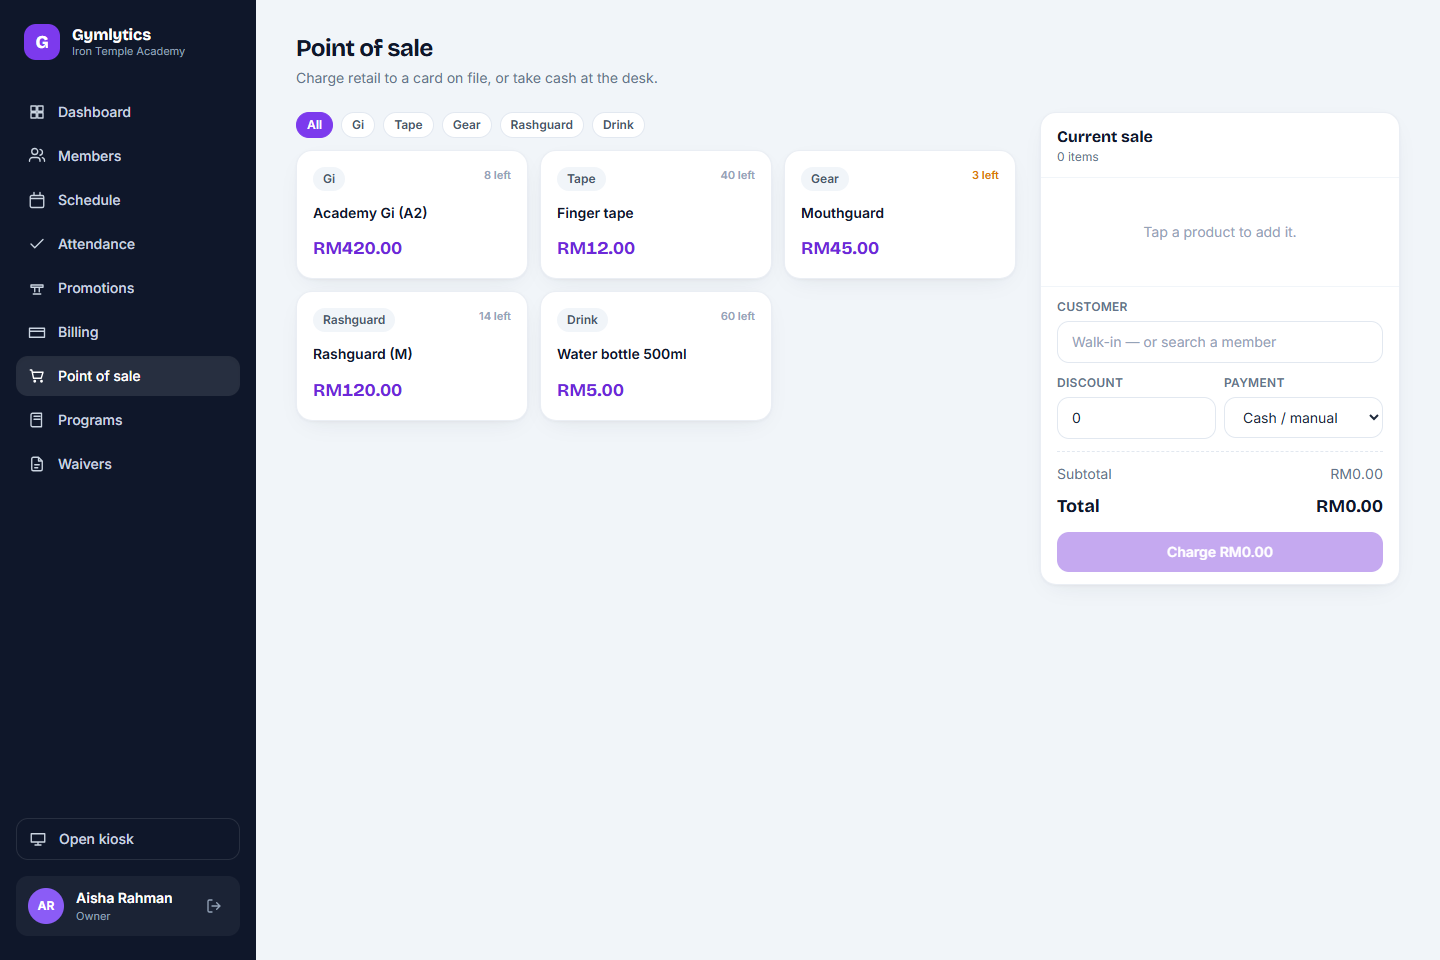 G
Gymlytics
Iron Temple Academy
Dashboard
Members
Schedule
Attendance
Promotions
Billing
Point of sale
Programs
Waivers
Open kiosk
AR
Aisha Rahman
Owner
Point of sale
Charge retail to a card on file, or take cash at the desk.
All Gi Tape Gear Rashguard Drink
Gi 8 left
Academy Gi (A2)
RM420.00
Tape 40 left
Finger tape
RM12.00
Gear 3 left
Mouthguard
RM45.00
Rashguard 14 left
Rashguard (M)
RM120.00
Drink 60 left
Water bottle 500ml
RM5.00
Current sale
0 items
Tap a product to add it.
CUSTOMER
Walk-in — or search a member
DISCOUNT PAYMENT
0 Cash / manual
Subtotal RM0.00
Total RM0.00
Charge RM0.00